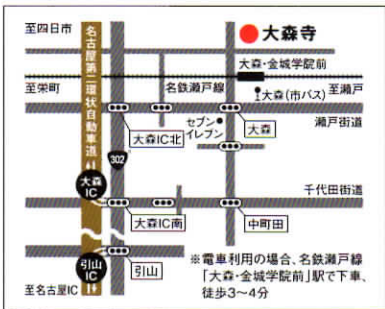 至四日市
大森寺
名古屋第二環状自動車道
大森・金城学院前
至栄町
名鉄瀬戸線
大森(市バス)
至瀬戸
瀬戸街道
セブン
イレブン
大森IC北
大森
302
大森
IC
千代田街道
大森IC南
中町田
引山
IC
引山
至名古屋IC
※電車利用の場合、名鉄瀬戸線
「大森・金城学院前」駅で下車、
徒歩3〜4分